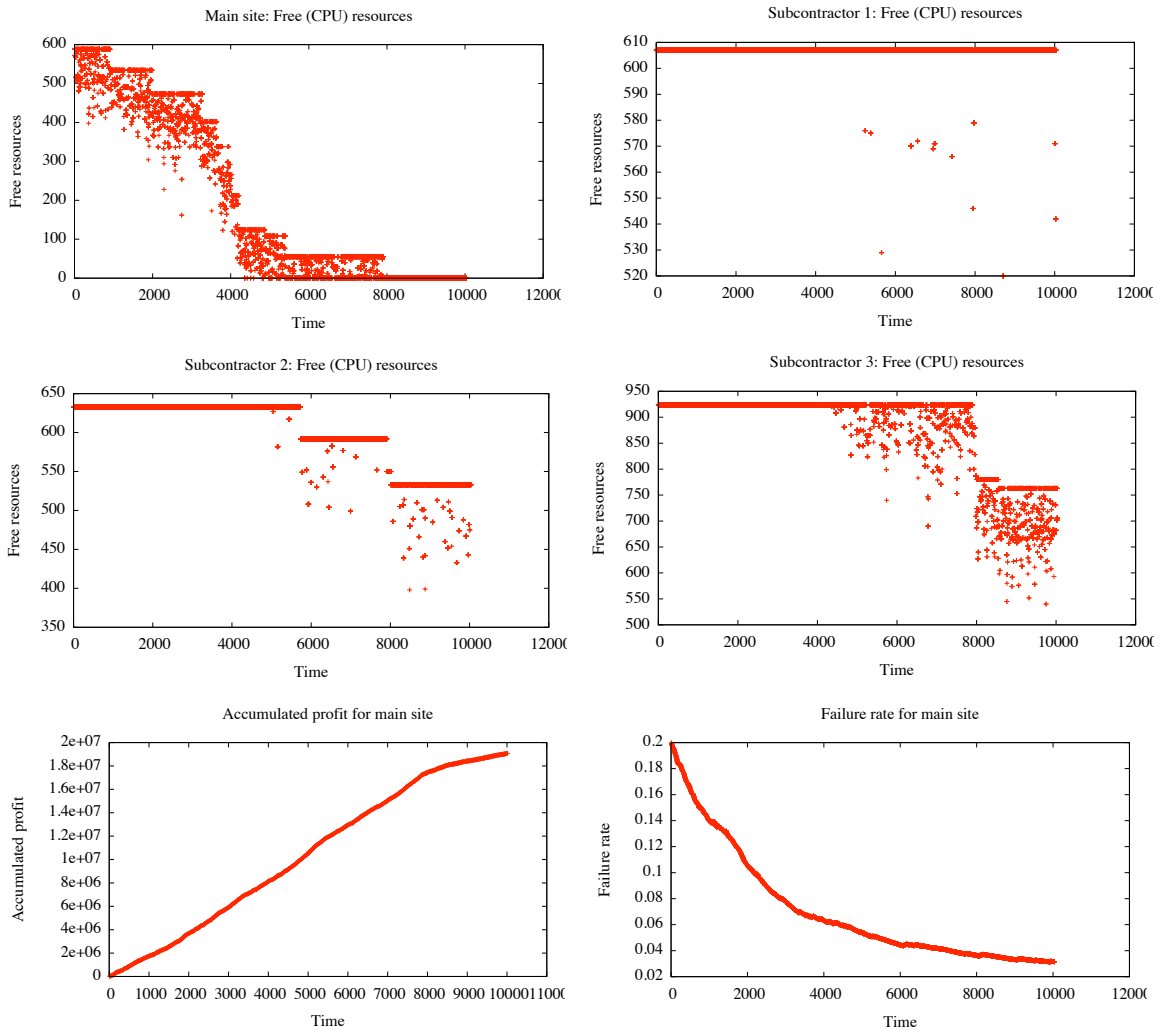 Main site: Free (CPU) resources
600
500
400
300
200
100
0
Free resources
0 2000 4000 6000 8000 10000 12000
Time
Subcontractor 1: Free (CPU) resources
610
600
590
580
570
560
550
540
530
520
Free resources
0 2000 4000 6000 8000 10000 12000
Time
Subcontractor 2: Free (CPU) resources
650
600
550
500
450
400
350
Free resources
0 2000 4000 6000 8000 10000 12000
Time
Subcontractor 3: Free (CPU) resources
950
900
850
800
750
700
650
600
550
500
Free resources
0 2000 4000 6000 8000 10000 12000
Time
Accumulated profit for main site
2e+07
1.8e+07
1.6e+07
1.4e+07
1.2e+07
1e+07
8e+06
6e+06
4e+06
2e+06
0
Accumulated profit
0 1000 2000 3000 4000 5000 6000 7000 8000 9000 10000 11000
Time
Failure rate for main site
0.2
0.18
0.16
0.14
0.12
0.1
0.08
0.06
0.04
0.02
Failure rate
0 2000 4000 6000 8000 10000 12000
Time